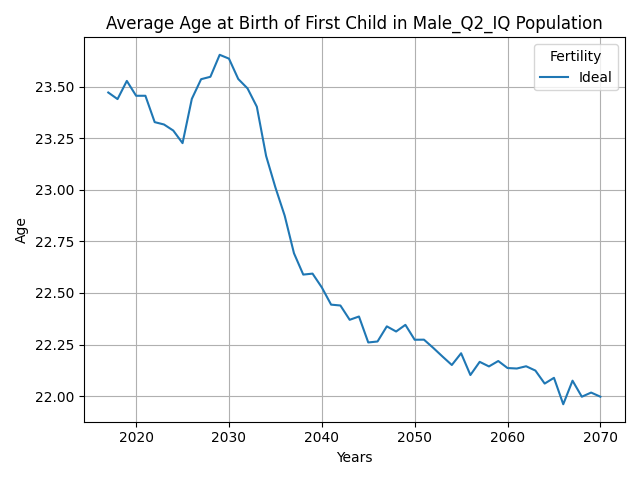 Average Age at Birth of First Child in Male_Q2_IQ Population
Fertility
Ideal
23.50
23.25
23.00
22.75
22.50
22.25
22.00
Age
2020 2030 2040 2050 2060 2070
Years